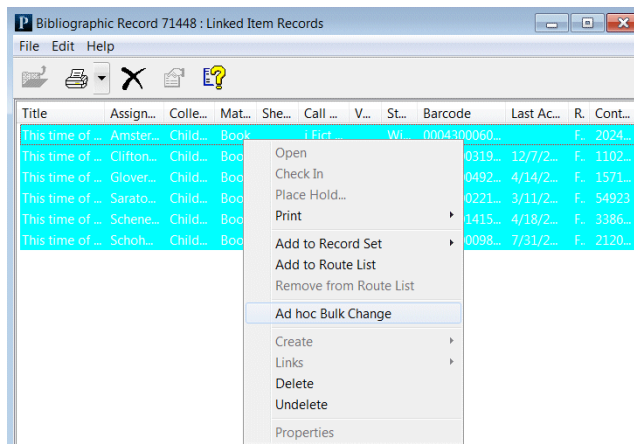 Bibliographic Record 71448 : Linked Item Records
File Edit Help
Title Assign... Colle... Mat... She... Call ... V... St... Barcode Last Ac... R. Cont...
This time of ... Amster... Child... Book j Fict ... Wi... 0004300060... F.. 2024...
This time of ... Clifton... Child... Boo 00319... 12/7/2... F.. 1102...
This time of ... Glover... Child... Boo 00492... 4/14/2... F.. 1571...
This time of ... Sarato... Child... Boo 00221... 3/11/2... F.. 54923
This time of ... Schene... Child... Boo 01415... 4/18/2... F.. 3386...
This time of ... Schoh... Child... Boo 00098... 7/31/2... F.. 2120...
Open
Check In
Place Hold...
Print
Add to Record Set
Add to Route List
Remove from Route List
Ad hoc Bulk Change
Create
Links
Delete
Undelete
Properties